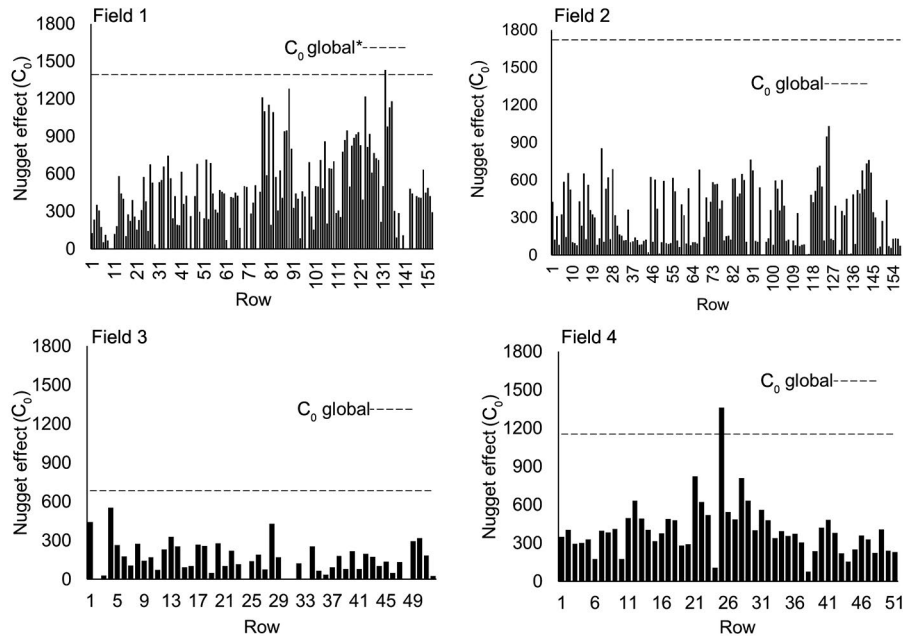 Field 1
Nugget effect (C0)
1800
1500
1200
900
600
300
0
C0 global*
1 11 21 31 41 51 61 71 81 91 101 111 121 131 141 151
Row
Field 2
Nugget effect (C0)
1800
1500
1200
900
600
300
0
C0 global
1 10 19 28 37 46 55 64 73 82 91 100 109 118 127 136 145 154
Row
Field 3
Nugget effect (C0)
1800
1500
1200
900
600
300
0
C0 global
1 5 9 13 17 21 25 29 33 37 41 45 49
Row
Field 4
Nugget effect (C0)
1800
1500
1200
900
600
300
0
C0 global
1 6 11 16 21 26 31 36 41 46 51
Row